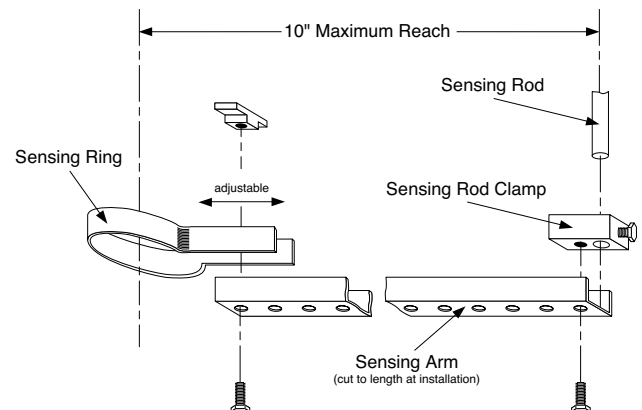 10" Maximum Reach
Sensing Rod
Sensing Ring
adjustable
Sensing Rod Clamp
Sensing Arm
(cut to length at installation)